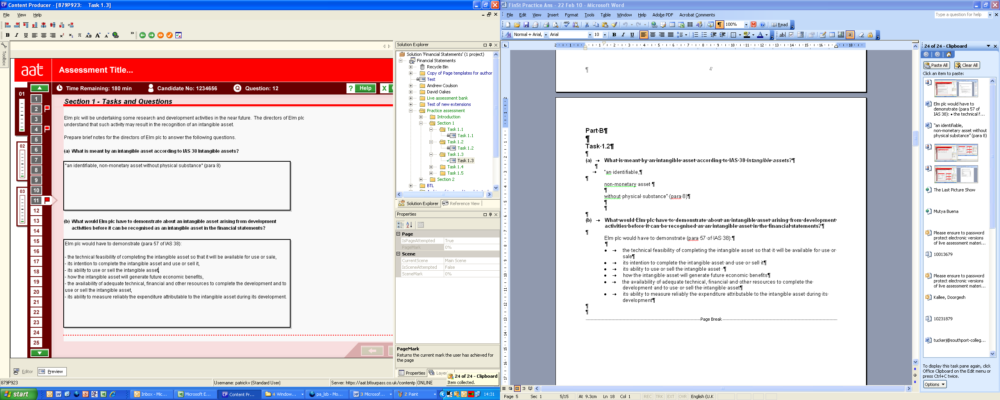 Content Producer - [879P923:    Task 1.3]
File View Help
B I U
Toolbox
aat
Assessment Title...
Time Remaining: 180 min
Candidate No: 1234656
Question: 12
? Help
X
01
02
03
1
2
3
4
5
6
7
8
9
10
11
12
13
14
15
16
17
18
19
20
21
22
23
24
25
Section 1 - Tasks and Questions
Elm plc will be undertaking some research and development activities in the near future.  The directors of Elm plc
understand that such activity may result in the recognition of an intangible asset.
Prepare brief notes for the directors of Elm plc to answer the following questions.
(a) What is meant by an intangible asset according to IAS 38 Intangible assets?
"an identifiable, non-monetary asset without physical substance" (para 8)
(b) What would Elm plc have to demonstrate about an intangible asset arising from development
activities before it can be recognised as an intangible asset in the financial statements?
Elm plc would have to demonstrate (para 57 of IAS 38):
- the technical feasibility of completing the intangible asset so that it will be available for use or sale,
- its intention to complete the intangible asset and use or sell it,
- its ability to use or sell the intangible asset,
- how the intangible asset will generate future economic benefits,
- the availability of adequate technical, financial and other resources to complete the development and to
use or sell the intangible asset,
- its ability to measure reliably the expenditure attributable to the intangible asset during its development.
Editor
Preview
879P923
Username: patrickv (Standard User)
Server: https://aat.btlsurpass.co.uk/contentp
ONLINE
Solution Explorer
Solution 'Financial Statements' (1 project)
Financial Statements
Recycle Bin
Copy of Page templates for author
Test
Andrew Coulson
David Oakes
Live assessment bank
Test of new extensions
Practice assessment
Introduction
Section 1
Task 1.1
Task 1.1
Task 1.2
Task 1.2
Task 1.3
Task 1.3
Task 1.4
Task 1.5
Section 2
BTL
Solution Explorer
Reference View
Properties
Page
IsPageAttempted True
PageMark 0%
Scene
CurrentScene Main Scene
IsSceneAttempted False
SceneMark 0%
PageMark
Returns the current mark the user has achieved for
the page
Properties
Layer
24 of 24 - Clipboard
Item collected.
start
Inbox - Mic...
Microsoft E...
Content Pr...
4 Window...
pa_lsb - Mo...
3 Microsof...
2 Paint
14:31
FinSt Practice Ans - 22 Feb 10 - Microsoft Word
File Edit View Insert Format Tools Table Window Help Adobe PDF Acrobat Comments
Type a question for help
100%
Read
Normal + Arial,
Arial
10
B I U
4
Part B¶
¶
Task 1.2¶
¶
(a) → What is meant by an intangible asset according to IAS 38 Intangible assets?¶
¶
→ "an identifiable,¶
¶
non-monetary asset ¶
¶
without physical substance" (para 8)¶
¶
¶
¶
(b) → What would Elm plc have to demonstrate about an intangible asset arising from development
activities before it can be recognised as an intangible asset in the financial statements?¶
¶
Elm plc would have to demonstrate (para 57 of IAS 38):¶
¶
• → the technical feasibility of completing the intangible asset so that it will be available for use or
sale¶
• → its intention to complete the intangible asset and use or sell it¶
• → its ability to use or sell the intangible asset ¶
• → how the intangible asset will generate future economic benefits¶
• → the availability of adequate technical, financial and other resources to complete the
development and to use or sell the intangible asset¶
• → its ability to measure reliably the expenditure attributable to the intangible asset during its
development¶
¶
¶
Page Break
Page 5 Sec 1 5/15 At 9.3cm Ln 18 Col 1 REC TRK EXT OVR English (U.K
24 of 24 - Clipboard
Paste All
Clear All
Click an item to paste:
Elm plc would have to
demonstrate (para 57 of
IAS 38): • the technical f...
"an identifiable,
non-monetary asset without
physical substance" (para 8)
The Last Picture Show
Mutya Buena
Please ensure to password
protect electronic versions
of live assessment materi...
10013679
Please ensure to password
protect electronic versions
of live assessment materi...
Kallee, Doorgesh
10231879
tuckerj@southport-colleg...
To display this task pane again, click
Office Clipboard on the Edit menu or
press Ctrl+C twice.
Options